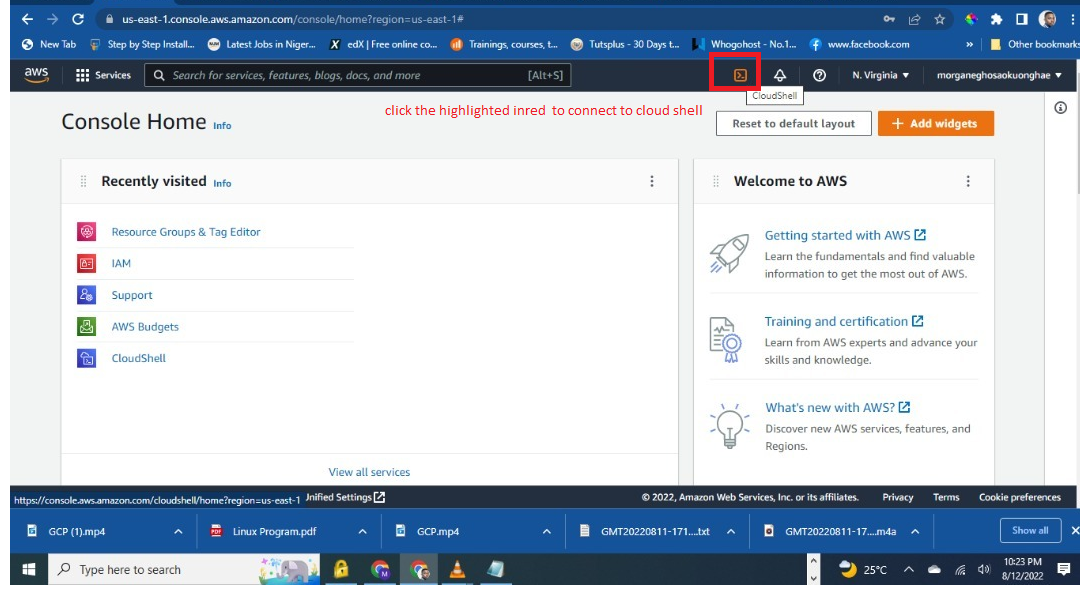 us-east-1.console.aws.amazon.com/console/home?region=us-east-1#
New Tab
Step by Step Install...
Latest Jobs in Niger...
X
edX | Free online co...
Trainings, courses, t...
Tutsplus - 30 Days t...
Whogohost - No.1...
www.facebook.com
»
Other bookmarks
aws
Services
Search for services, features, blogs, docs, and more
[Alt+S]
N. Virginia ▼
morganeghosaokuonghae ▼
CloudShell
click the highlighted inred to connect to cloud shell
Console Home Info
Reset to default layout
+ Add widgets
Recently visited Info
Resource Groups & Tag Editor
IAM
Support
AWS Budgets
CloudShell
View all services
Welcome to AWS
Getting started with AWS
Learn the fundamentals and find valuable
information to get the most out of AWS.
Training and certification
Learn from AWS experts and advance your
skills and knowledge.
What's new with AWS?
Discover new AWS services, features, and
Regions.
https://console.aws.amazon.com/cloudshell/home?region=us-east-1
Unified Settings
© 2022, Amazon Web Services, Inc. or its affiliates.
Privacy
Terms
Cookie preferences
GCP (1).mp4
PDF
Linux Program.pdf
GCP.mp4
GMT20220811-171....txt
GMT20220811-17....m4a
Show all
Type here to search
M
25°C
10:23 PM
8/12/2022